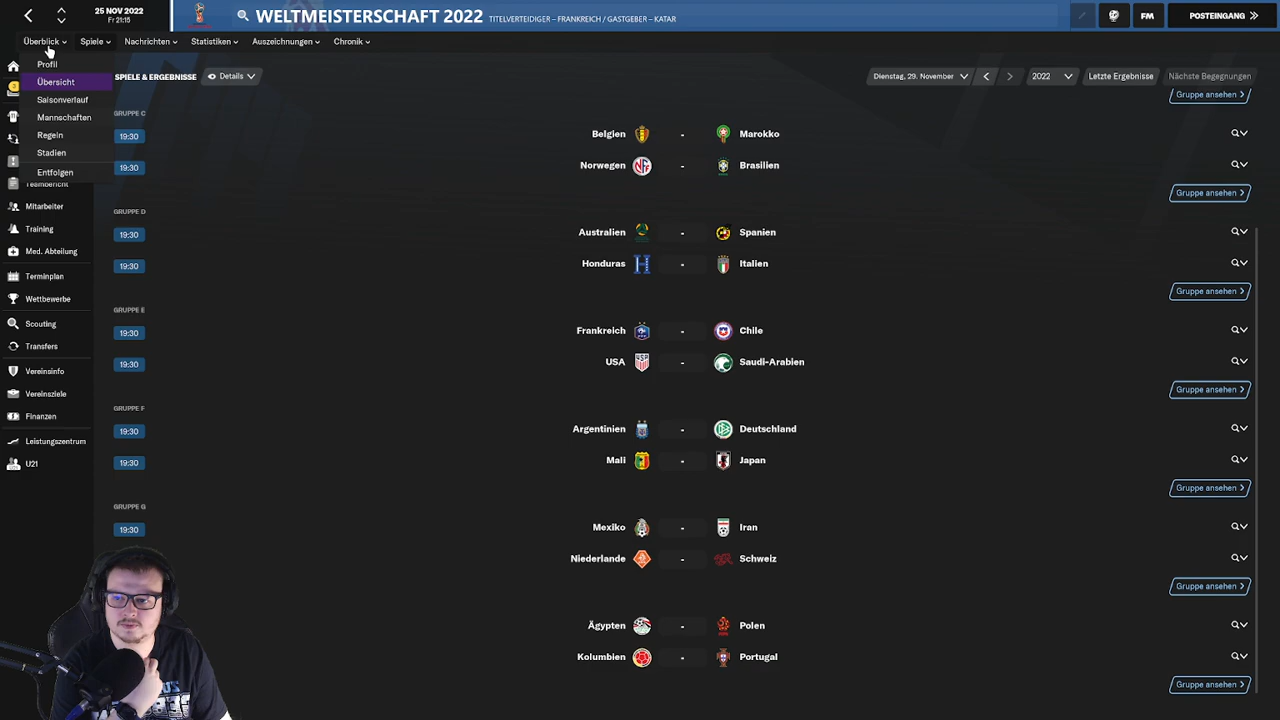 25 NOV 2022
Fr 21:15
WELTMEISTERSCHAFT 2022
TITELVERTEIDIGER – FRANKREICH / GASTGEBER – KATAR
FM
POSTEINGANG
Überblick
Spiele
Nachrichten
Statistiken
Auszeichnungen
Chronik
Profil
Übersicht
Saisonverlauf
Mannschaften
Regeln
Stadien
Entfolgen
Teambericht
Mitarbeiter
Training
Med. Abteilung
Terminplan
Wettbewerbe
Scouting
Transfers
Vereinsinfo
Vereinsziele
Finanzen
Leistungszentrum
U21
SPIELE & ERGEBNISSE
Details
Dienstag, 29. November
2022
Letzte Ergebnisse
Nächste Begegnungen
Gruppe ansehen
GRUPPE C
19:30 Belgien - Marokko
19:30 Norwegen - Brasilien
Gruppe ansehen
GRUPPE D
19:30 Australien - Spanien
19:30 Honduras - Italien
Gruppe ansehen
GRUPPE E
19:30 Frankreich - Chile
19:30 USA - Saudi-Arabien
Gruppe ansehen
GRUPPE F
19:30 Argentinien - Deutschland
19:30 Mali - Japan
Gruppe ansehen
GRUPPE G
19:30 Mexiko - Iran
Niederlande - Schweiz
Gruppe ansehen
Ägypten - Polen
Kolumbien - Portugal
Gruppe ansehen